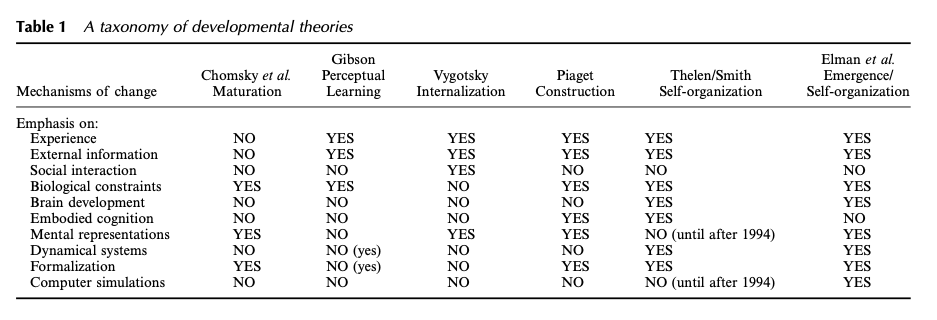 Table 1 A taxonomy of developmental theories
Elman et al.
Gibson
Chomsky et al. Perceptual Vygotsky Piaget Thelen/Smith Emergence/
Mechanisms of change Maturation Learning Internalization Construction Self-organization Self-organization
Emphasis on:
Experience NO YES YES YES YES YES
External information NO YES YES YES YES YES
Social interaction NO NO YES NO NO NO
Biological constraints YES YES NO YES YES YES
Brain development NO NO NO NO YES YES
Embodied cognition NO NO NO YES YES NO
Mental representations YES NO YES YES NO (until after 1994) YES
Dynamical systems NO NO (yes) NO NO YES YES
Formalization YES NO (yes) NO YES YES YES
Computer simulations NO NO NO NO NO (until after 1994) YES